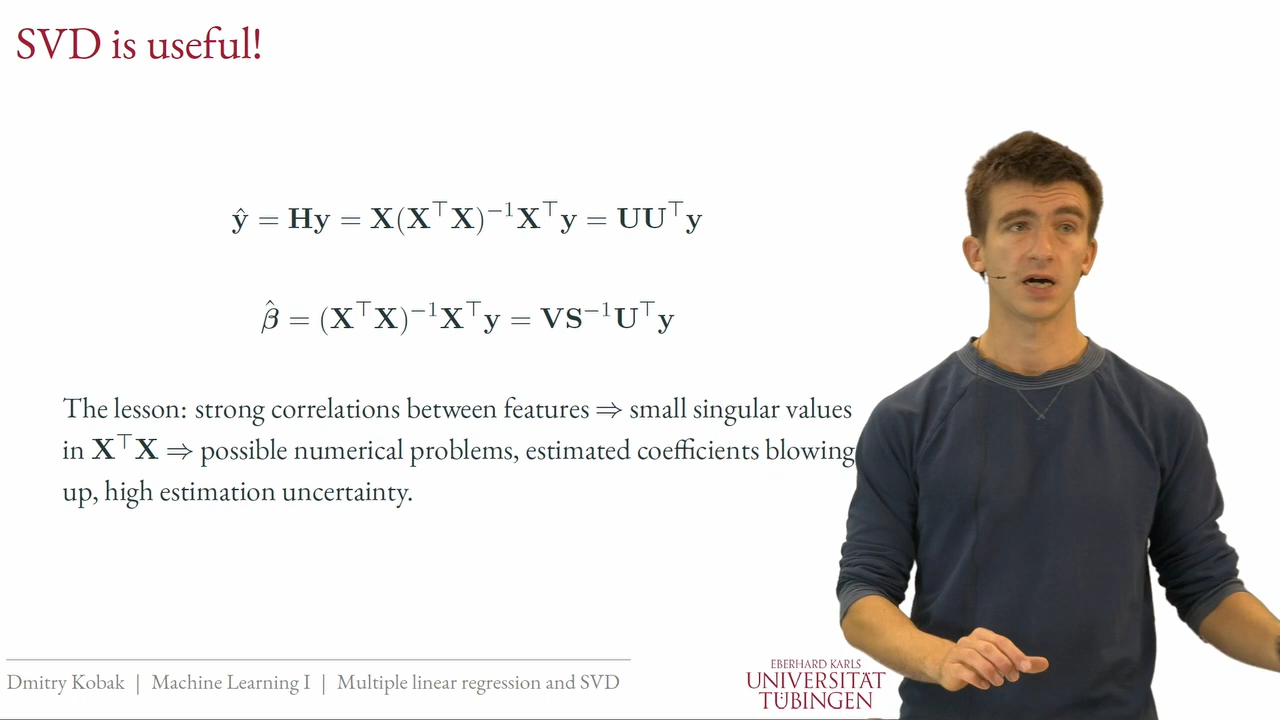 SVD is useful!
ŷ = Hy = X(X⊤X)⁻¹X⊤y = UU⊤y
β̂ = (X⊤X)⁻¹X⊤y = VS⁻¹U⊤y
The lesson: strong correlations between features ⇒ small singular values
in X⊤X ⇒ possible numerical problems, estimated coefficients blowing
up, high estimation uncertainty.
Dmitry Kobak | Machine Learning I | Multiple linear regression and SVD
EBERHARD KARLS
UNIVERSITÄT
TÜBINGEN